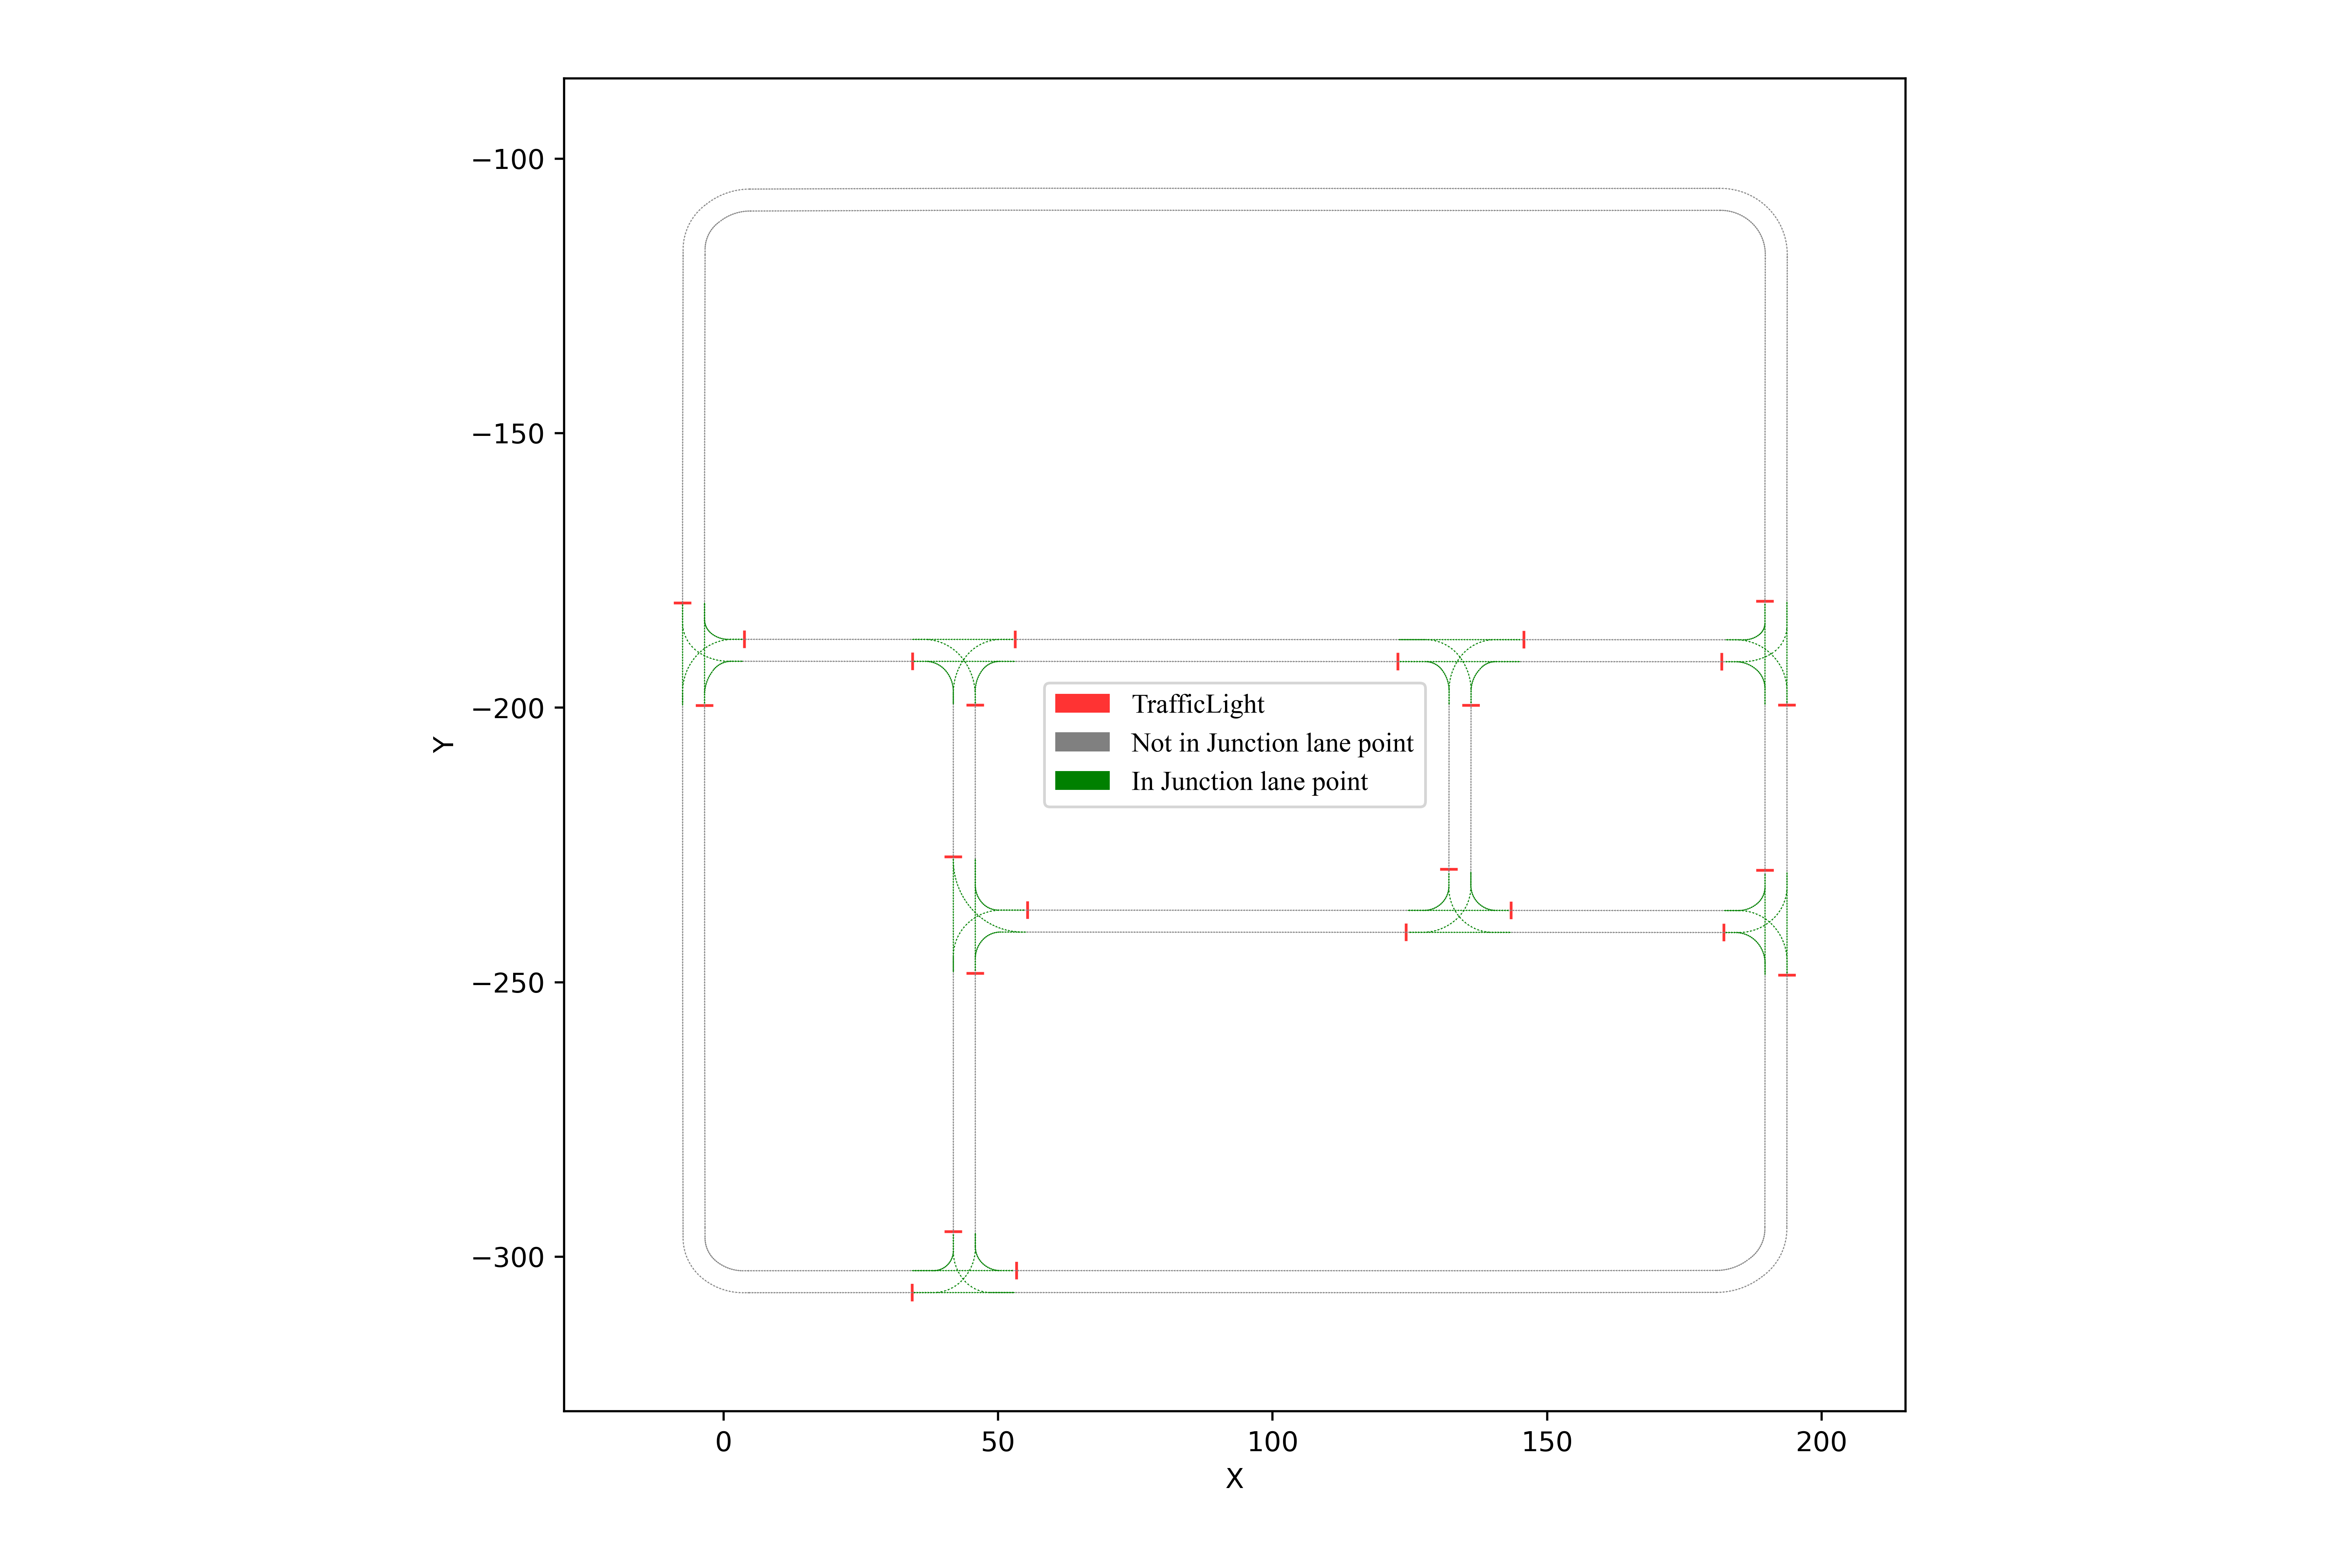 −100
−150
−200
−250
−300
Y
TrafficLight
Not in Junction lane point
In Junction lane point
0
50
100
150
200
X